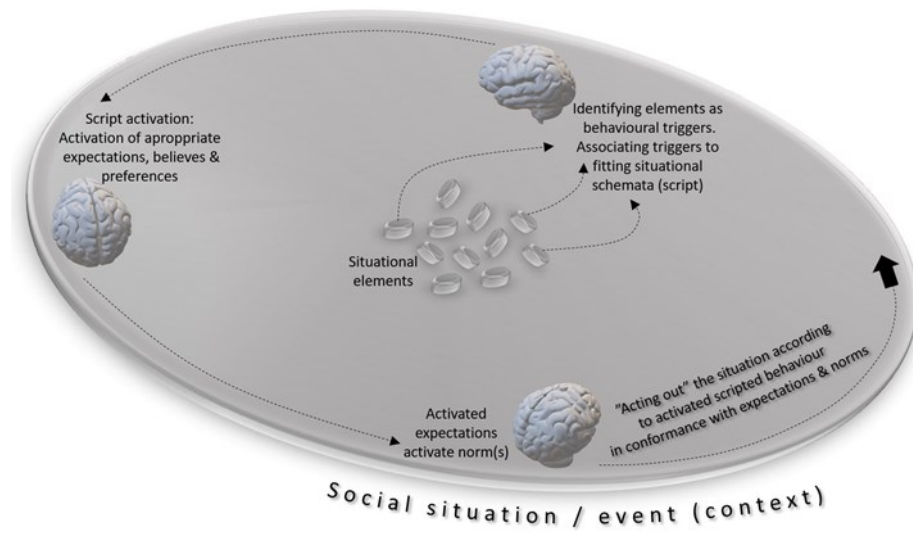 Identifying elements as
behavioural triggers.
Associating triggers to
fitting situational
schemata (script)
Script activation:
Activation of aproppriate
expectations, believes &
preferences
Situational
elements
Activated
expectations
activate norm(s)
"Acting out" the situation according
to activated scripted behaviour
in conformance with expectations & norms
Social situation / event (context)